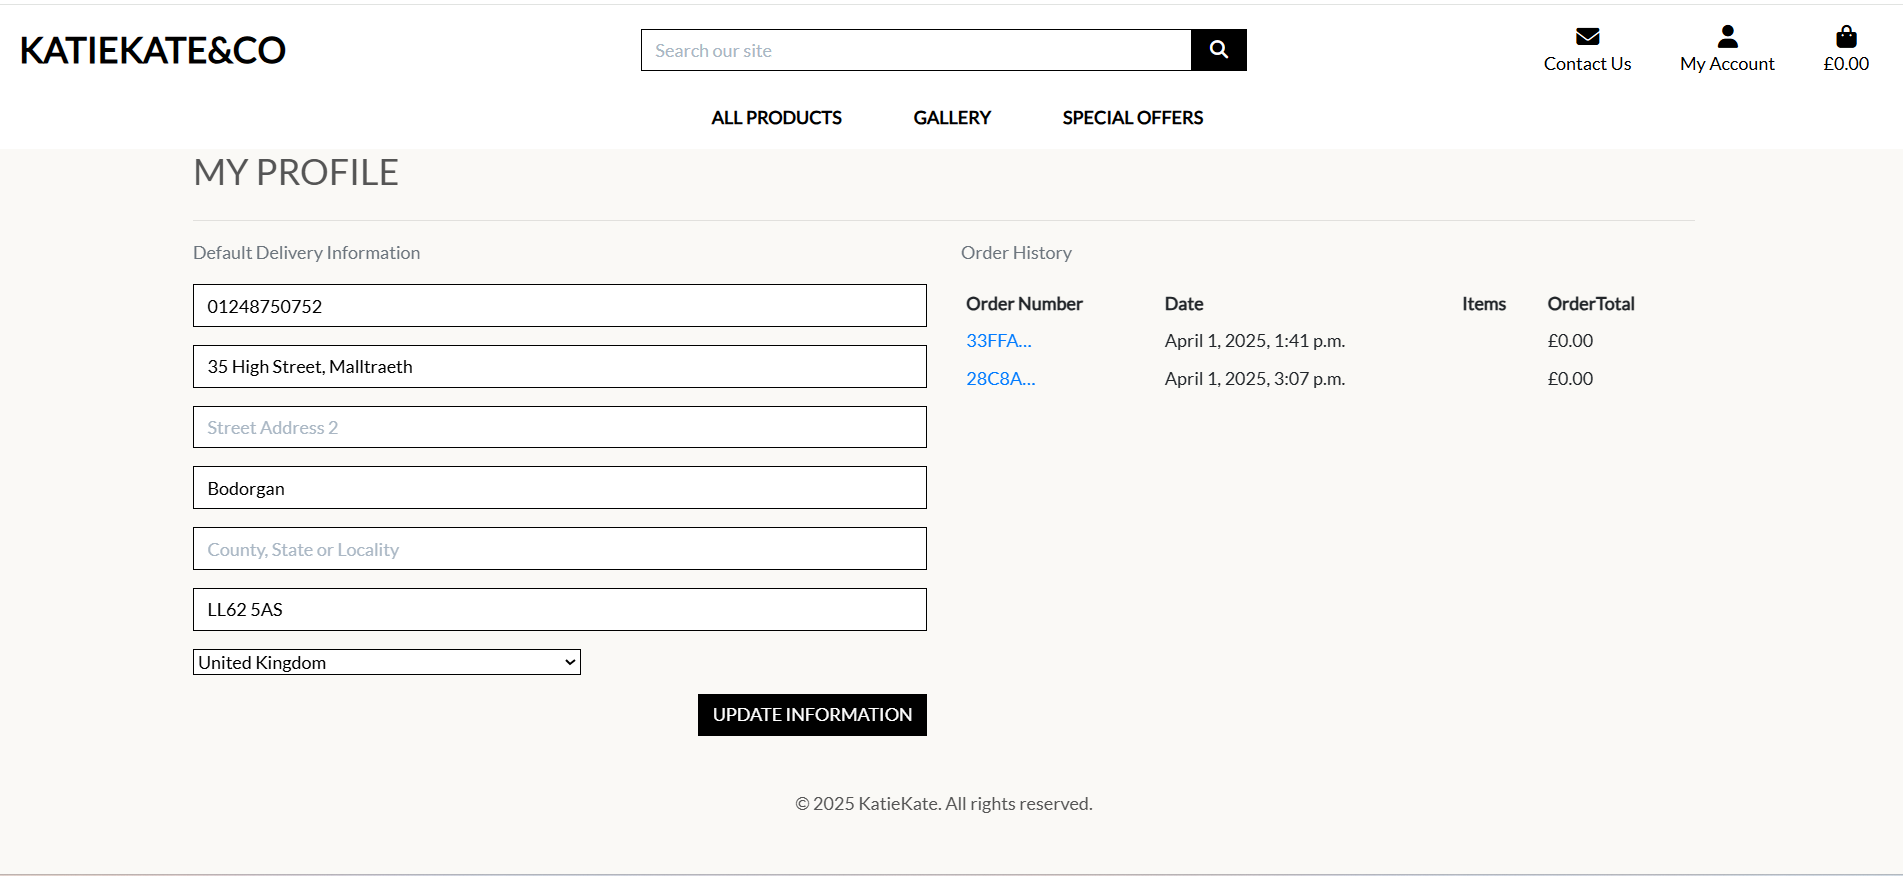 KATIEKATE&CO
Search our site
Contact Us
My Account
£0.00
ALL PRODUCTS
GALLERY
SPECIAL OFFERS
MY PROFILE
Default Delivery Information
01248750752
35 High Street, Malltraeth
Street Address 2
Bodorgan
County, State or Locality
LL62 5AS
United Kingdom
UPDATE INFORMATION
Order History
Order Number Date Items OrderTotal
33FFA... April 1, 2025, 1:41 p.m. £0.00
28C8A... April 1, 2025, 3:07 p.m. £0.00
© 2025 KatieKate. All rights reserved.